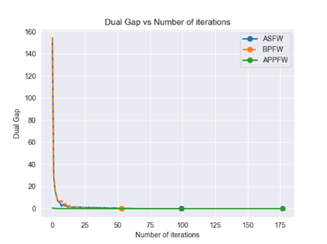 Dual Gap vs Number of iterations
ASFW
BPFW
APPFW
160
140
120
100
80
60
40
20
0
Dual Gap
0 25 50 75 100 125 150 175
Number of iterations